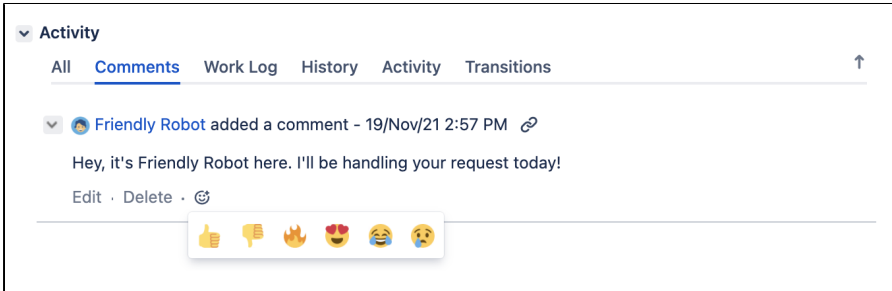 Activity
All Comments Work Log History Activity Transitions
Friendly Robot added a comment - 19/Nov/21 2:57 PM
Hey, it's Friendly Robot here. I'll be handling your request today!
Edit · Delete ·